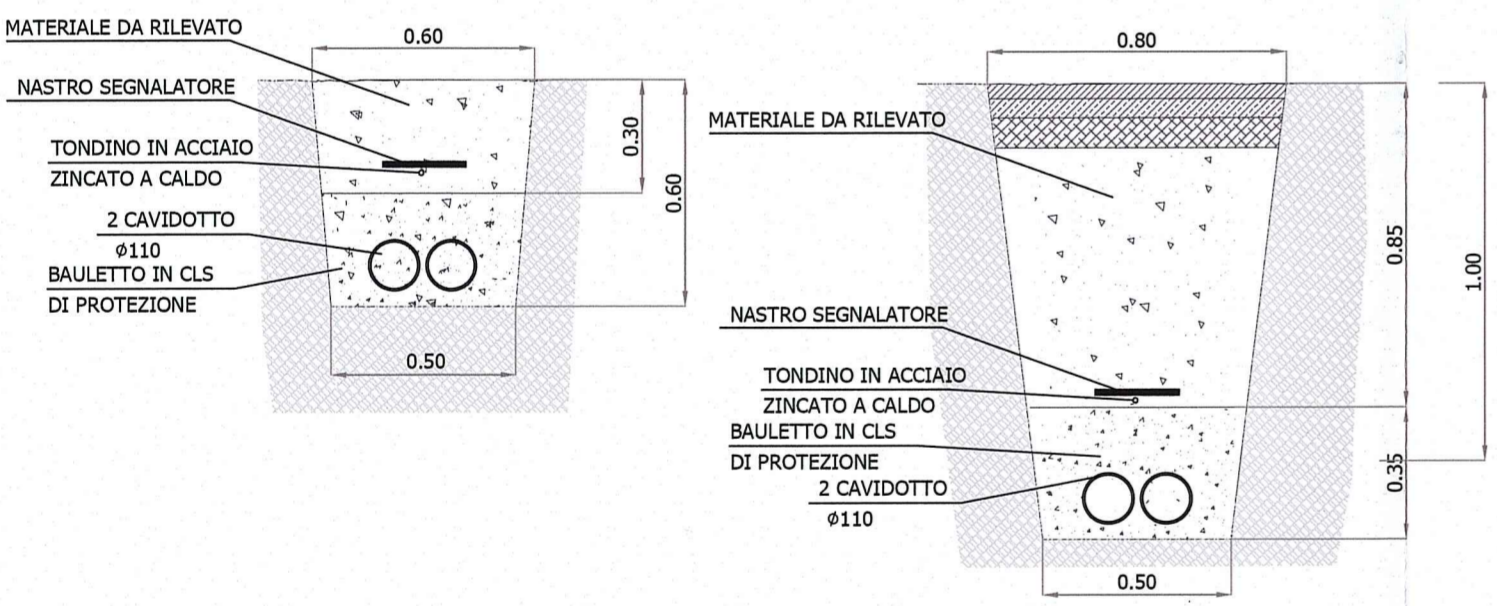 MATERIALE DA RILEVATO
0.60
NASTRO SEGNALATORE
TONDINO IN ACCIAIO
ZINCATO A CALDO
0.30
0.60
2 CAVIDOTTO
φ110
BAULETTO IN CLS
DI PROTEZIONE
0.50
0.80
MATERIALE DA RILEVATO
0.85
1.00
NASTRO SEGNALATORE
TONDINO IN ACCIAIO
ZINCATO A CALDO
BAULETTO IN CLS
DI PROTEZIONE
2 CAVIDOTTO
φ110
0.35
0.50